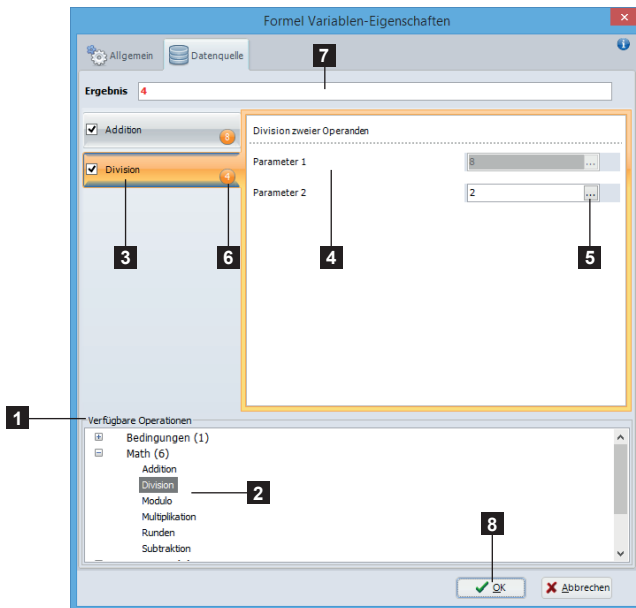 Formel Variablen-Eigenschaften
Allgemein
Datenquelle
7
Ergebnis 4
Addition
8
Division
4
Division zweier Operanden
Parameter 1
8 ...
Parameter 2
2 ...
3
6
4
5
1
Verfügbare Operationen
Bedingungen (1)
Math (6)
Addition
Division
Modulo
Multiplikation
Runden
Subtraktion
2
8
OK
Abbrechen